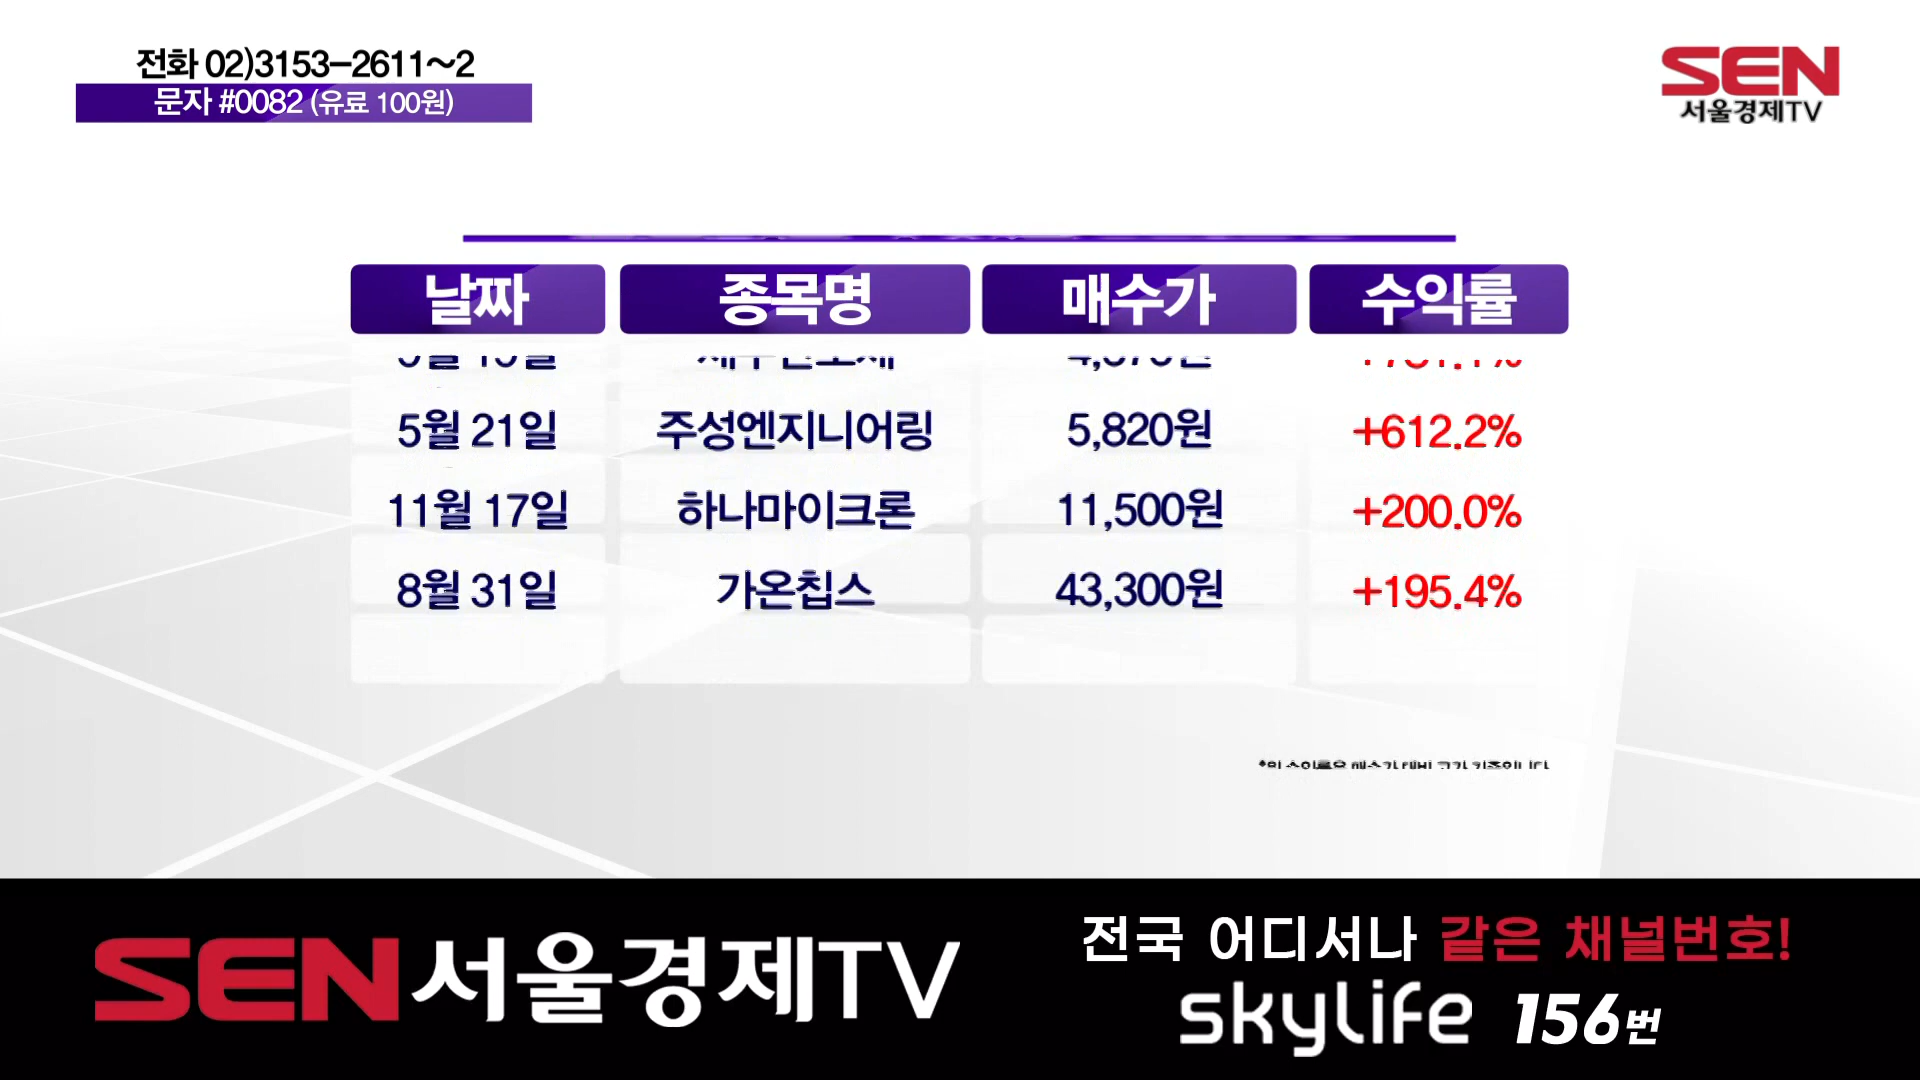 전화 02)3153-2611~2
문자 #0082 (유료 100원)
SEN
서울경제TV
날짜 종목명 매수가 수익률
5월 21일 주성엔지니어링 5,820원 +612.2%
11월 17일 하나마이크론 11,500원 +200.0%
8월 31일 가온칩스 43,300원 +195.4%
SEN서울경제TV
전국 어디서나 같은 채널번호!
skylife 156번